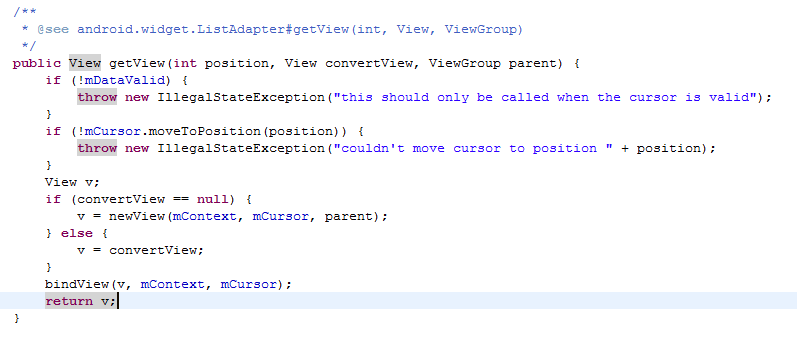 /**
 * @see android.widget.ListAdapter#getView(int, View, ViewGroup)
 */
public View getView(int position, View convertView, ViewGroup parent) {
    if (!mDataValid) {
        throw new IllegalStateException("this should only be called when the cursor is valid");
    }
    if (!mCursor.moveToPosition(position)) {
        throw new IllegalStateException("couldn't move cursor to position " + position);
    }
    View v;
    if (convertView == null) {
        v = newView(mContext, mCursor, parent);
    } else {
        v = convertView;
    }
    bindView(v, mContext, mCursor);
    return v;
}